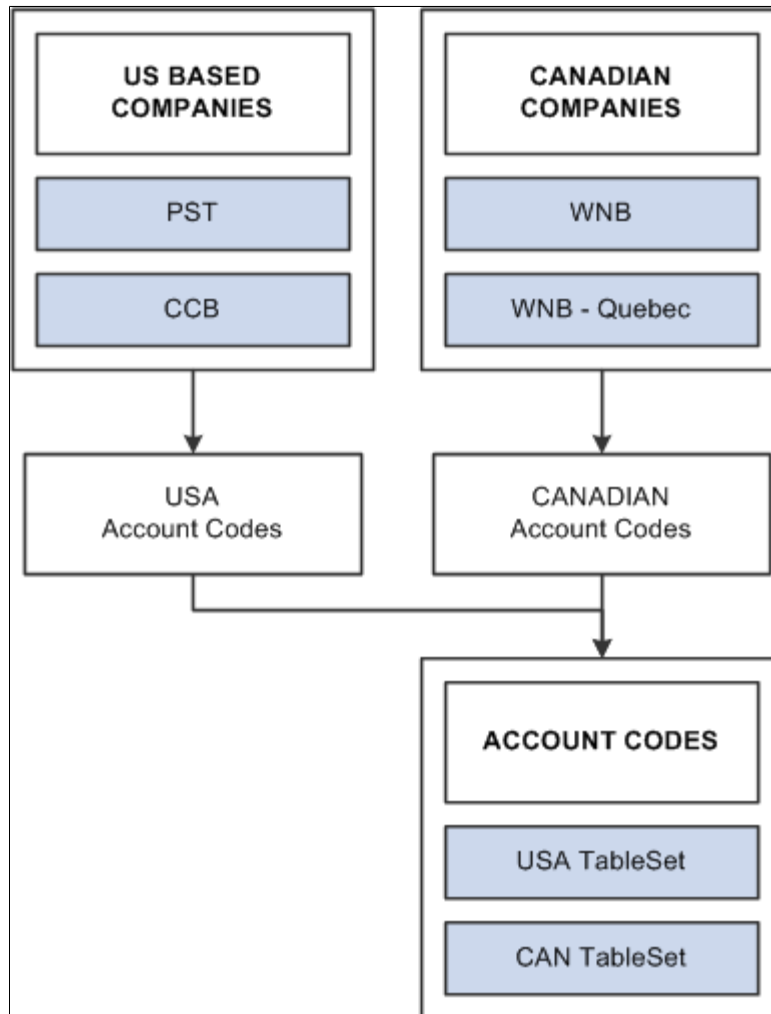 US BASED
COMPANIES
PST
CCB
CANADIAN
COMPANIES
WNB
WNB - Quebec
USA
Account Codes
CANADIAN
Account Codes
ACCOUNT CODES
USA TableSet
CAN TableSet